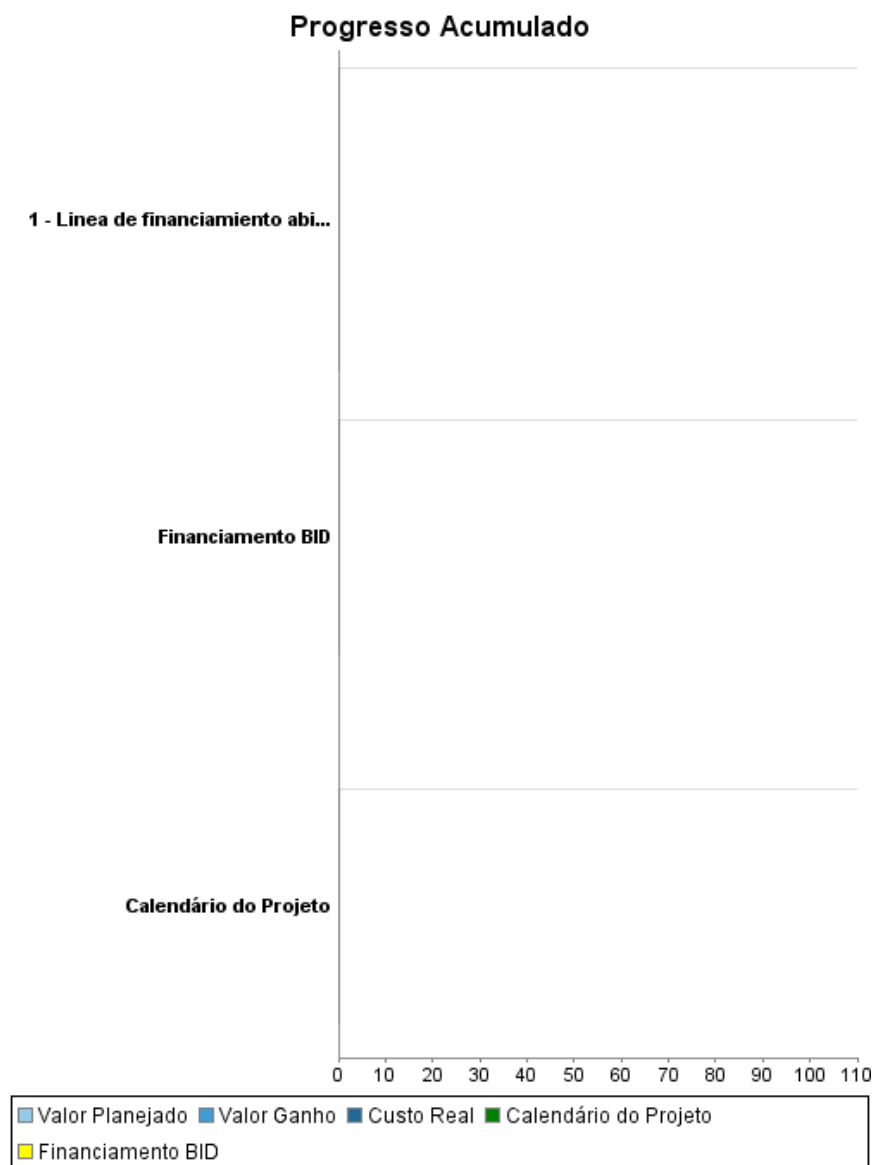 Progresso Acumulado
1 - Linea de financiamiento abi...
Financiamento BID
Calendário do Projeto
0 10 20 30 40 50 60 70 80 90 100 110
Valor Planejado Valor Ganho Custo Real Calendário do Projeto
Financiamento BID